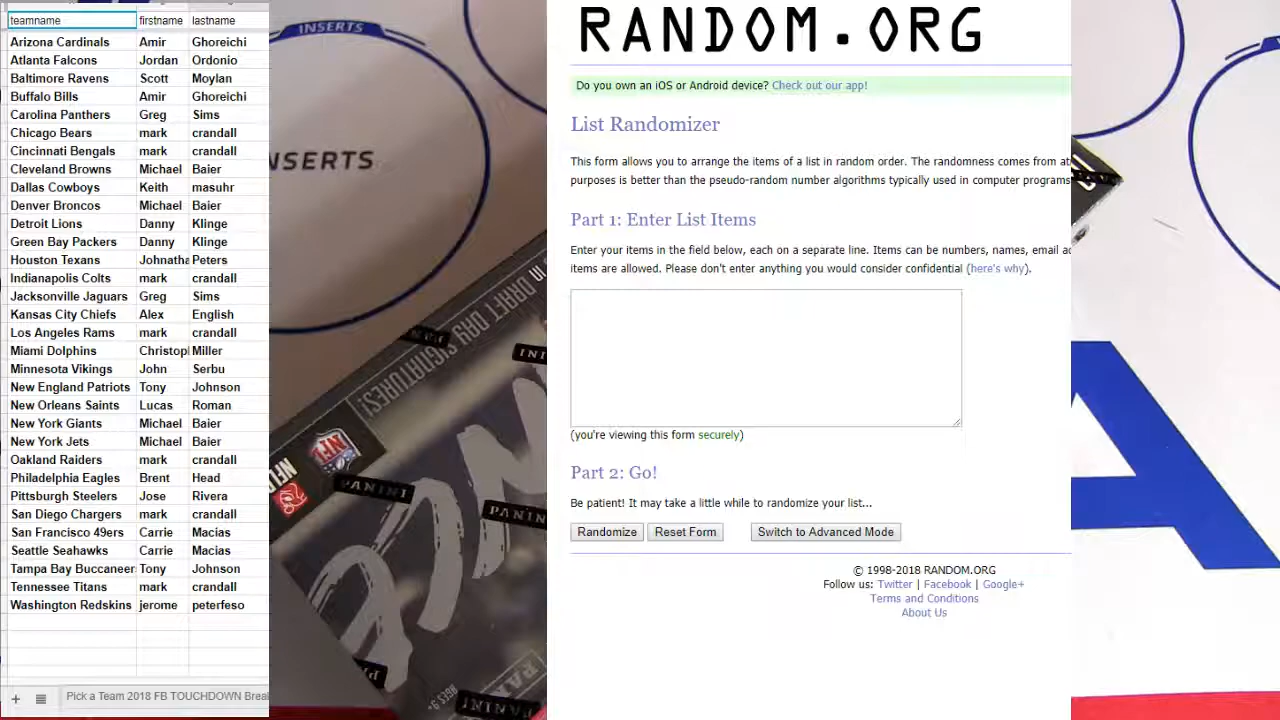 teamname firstname lastname
Arizona Cardinals Amir Ghoreichi
Atlanta Falcons Jordan Ordonio
Baltimore Ravens Scott Moylan
Buffalo Bills Amir Ghoreichi
Carolina Panthers Greg Sims
Chicago Bears mark crandall
Cincinnati Bengals mark crandall
Cleveland Browns Michael Baier
Dallas Cowboys Keith masuhr
Denver Broncos Michael Baier
Detroit Lions Danny Klinge
Green Bay Packers Danny Klinge
Houston Texans Johnatha Peters
Indianapolis Colts mark crandall
Jacksonville Jaguars Greg Sims
Kansas City Chiefs Alex English
Los Angeles Rams mark crandall
Miami Dolphins Christoph Miller
Minnesota Vikings John Serbu
New England Patriots Tony Johnson
New Orleans Saints Lucas Roman
New York Giants Michael Baier
New York Jets Michael Baier
Oakland Raiders mark crandall
Philadelphia Eagles Brent Head
Pittsburgh Steelers Jose Rivera
San Diego Chargers mark crandall
San Francisco 49ers Carrie Macias
Seattle Seahawks Carrie Macias
Tampa Bay Buccaneer Tony Johnson
Tennessee Titans mark crandall
Washington Redskins jerome peterfeso
Pick a Team 2018 FB TOUCHDOWN Brea
INSERTS
NSERTS
IN DRAFT DAY SIGNATURES!
NFL
NFL
PANINI
PANIN
PANINI
RANDOM.ORG
Do you own an iOS or Android device? Check out our app!
List Randomizer
This form allows you to arrange the items of a list in random order. The randomness comes from at
purposes is better than the pseudo-random number algorithms typically used in computer programs
Part 1: Enter List Items
Enter your items in the field below, each on a separate line. Items can be numbers, names, email ad
items are allowed. Please don't enter anything you would consider confidential (here's why).
(you're viewing this form securely)
Part 2: Go!
Be patient! It may take a little while to randomize your list...
Randomize Reset Form Switch to Advanced Mode
© 1998-2018 RANDOM.ORG
Follow us: Twitter | Facebook | Google+
Terms and Conditions
About Us